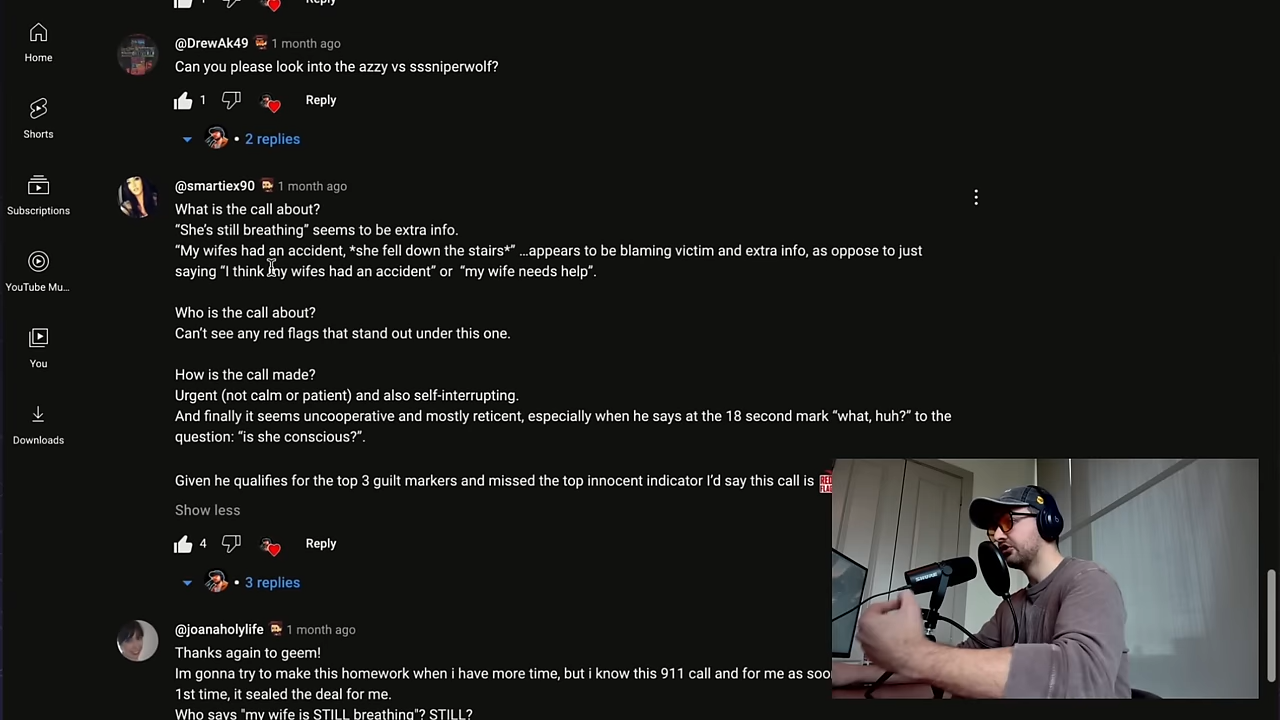 Reply
@DrewAk49 1 month ago
Can you please look into the azzy vs sssniperwolf?
1 Reply
• 2 replies
@smartiex90 1 month ago
What is the call about?
“She’s still breathing” seems to be extra info.
“My wifes had an accident, *she fell down the stairs*” …appears to be blaming victim and extra info, as oppose to just
saying “I think my wifes had an accident” or “my wife needs help”.
Who is the call about?
Can’t see any red flags that stand out under this one.
How is the call made?
Urgent (not calm or patient) and also self-interrupting.
And finally it seems uncooperative and mostly reticent, especially when he says at the 18 second mark “what, huh?” to the
question: “is she conscious?”.
Given he qualifies for the top 3 guilt markers and missed the top innocent indicator I’d say this call is
Show less
4 Reply
• 3 replies
@joanaholylife 1 month ago
Thanks again to geem!
Im gonna try to make this homework when i have more time, but i know this 911 call and for me as soo
1st time, it sealed the deal for me.
Who says "my wife is STILL breathing"? STILL?
Home
Shorts
Subscriptions
YouTube Mu...
You
Downloads
SHURE